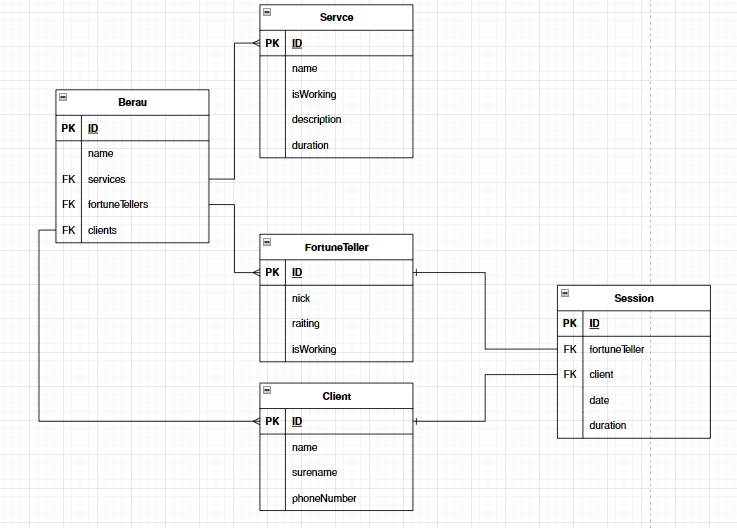 Servce
PK ID
name
isWorking
description
duration
Berau
PK ID
name
FK services
FK fortuneTellers
FK clients
FortuneTeller
PK ID
nick
raiting
isWorking
Session
PK ID
FK fortuneTeller
FK client
date
duration
Client
PK ID
name
surename
phoneNumber